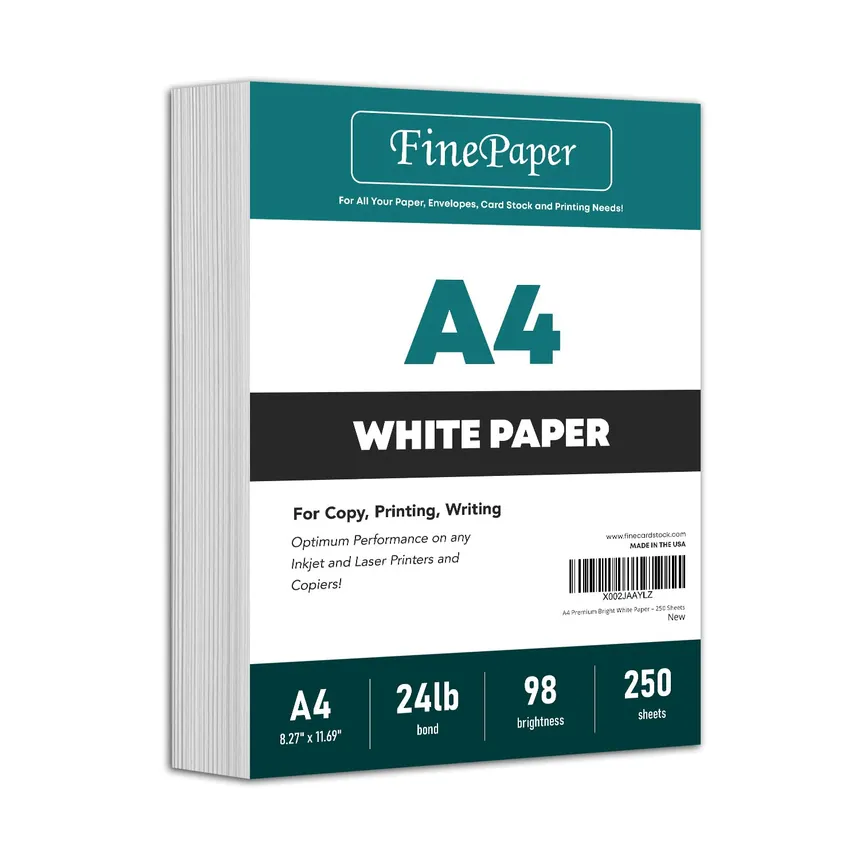 FinePaper
For All Your Paper, Envelopes, Card Stock and Printing Needs!
A4
WHITE PAPER
For Copy, Printing, Writing
Optimum Performance on any
Inkjet and Laser Printers and
Copiers!
www.finecardstock.com
MADE IN THE USA
X002JAAYLZ
A4 Premium Bright White Paper – 250 Sheets
New
A4
8.27" x 11.69"
24lb
bond
98
brightness
250
sheets